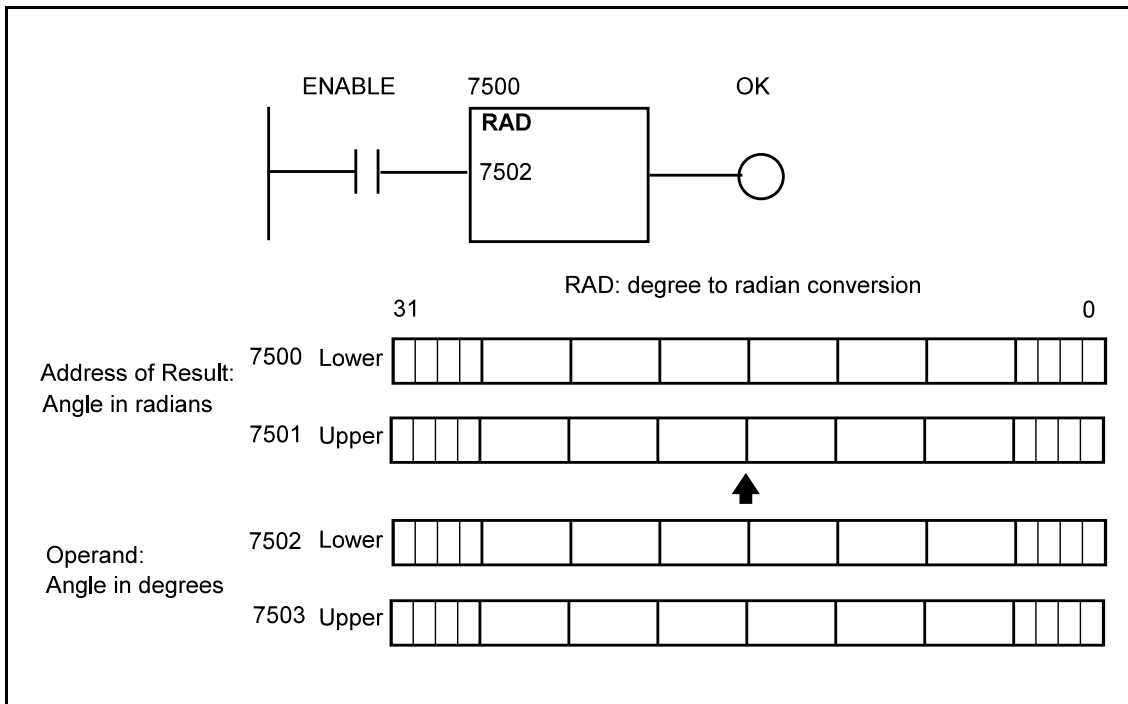 ENABLE 7500 OK
RAD
7502
RAD: degree to radian conversion
31 0
7500 Lower
Address of Result:
Angle in radians
7501 Upper
7502 Lower
Operand:
Angle in degrees
7503 Upper